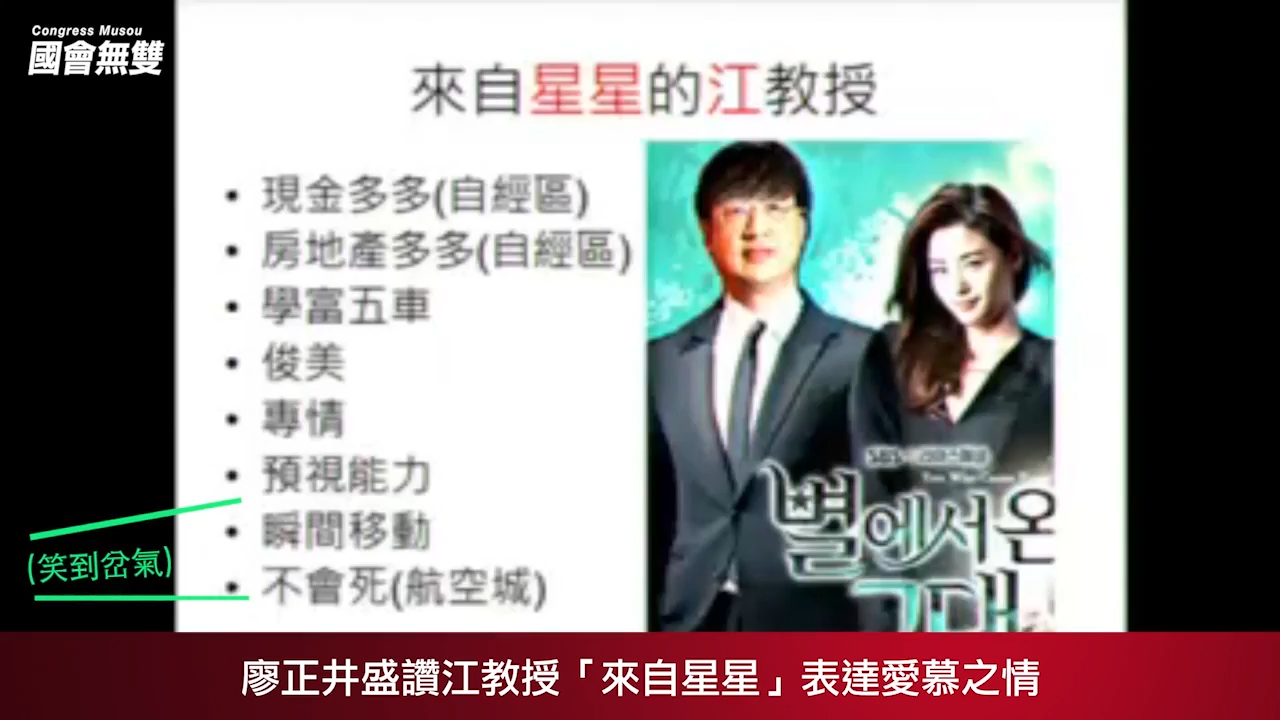 Congress Musou
國會無雙
來自星星的江教授
• 現金多多(自經區)
• 房地產多多(自經區)
• 學富五車
• 俊美
• 專情
• 預視能力
• 瞬間移動
• 不會死(航空城)
(笑到岔氣)
별에서 온
그대
廖正井盛讚江教授「來自星星」表達愛慕之情